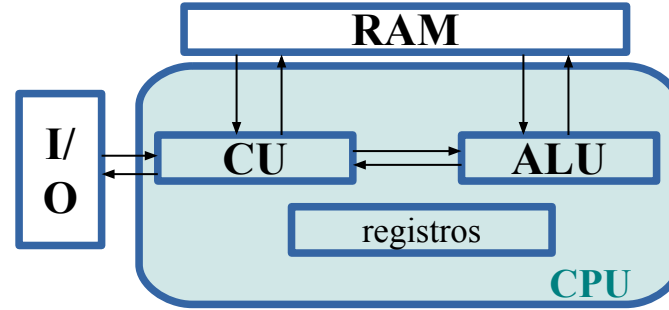 RAM
I/
O
CU
ALU
registros
CPU